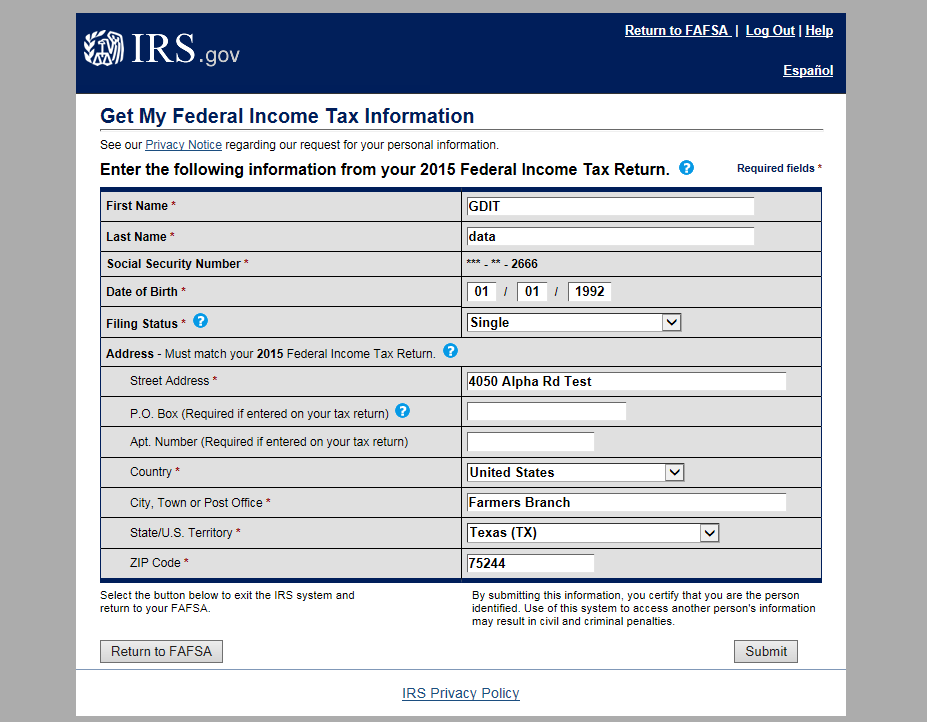 Return to FAFSA | Log Out | Help
IRS.gov
Español
Get My Federal Income Tax Information
See our Privacy Notice regarding our request for your personal information.
Enter the following information from your 2015 Federal Income Tax Return. ? Required fields *
First Name * GDIT
Last Name * data
Social Security Number * *** - ** - 2666
Date of Birth * 01 / 01 / 1992
Filing Status * ? Single
Address - Must match your 2015 Federal Income Tax Return. ?
Street Address * 4050 Alpha Rd Test
P.O. Box (Required if entered on your tax return) ?
Apt. Number (Required if entered on your tax return)
Country * United States
City, Town or Post Office * Farmers Branch
State/U.S. Territory * Texas (TX)
ZIP Code * 75244
Select the button below to exit the IRS system and
return to your FAFSA.
By submitting this information, you certify that you are the person
identified. Use of this system to access another person's information
may result in civil and criminal penalties.
Return to FAFSA Submit
IRS Privacy Policy